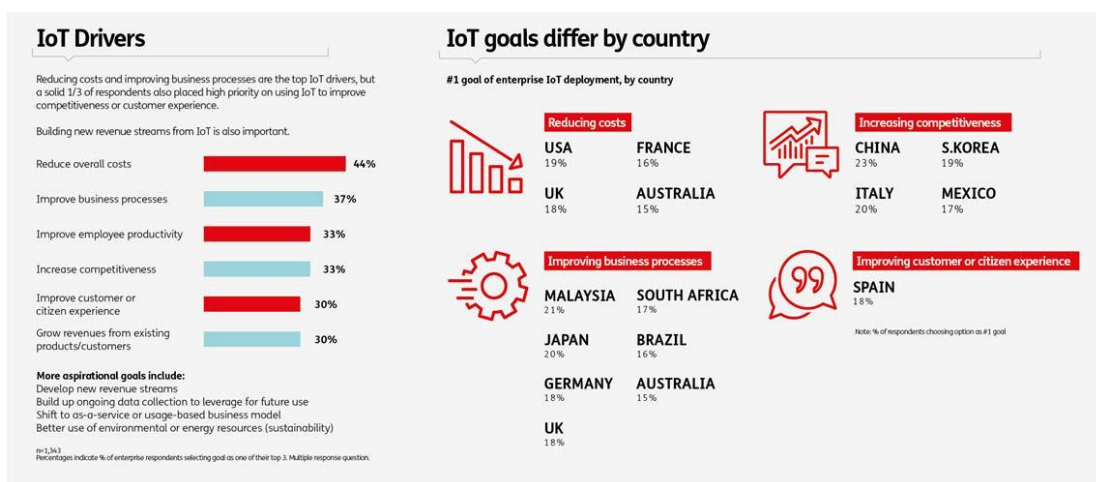 IoT Drivers
Reducing costs and improving business processes are the top IoT drivers, but
a solid 1/3 of respondents also placed high priority on using IoT to improve
competitiveness or customer experience.
Building new revenue streams from IoT is also important.
Reduce overall costs
44%
Improve business processes
37%
Improve employee productivity
33%
Increase competitiveness
33%
Improve customer or
citizen experience
30%
Grow revenues from existing
products/customers
30%
More aspirational goals include:
Develop new revenue streams
Build up ongoing data collection to leverage for future use
Shift to as-a-service or usage-based business model
Better use of environmental or energy resources (sustainability)
n=1,343
Percentages indicate % of enterprise respondents selecting goal as one of their top 3. Multiple response question.
IoT goals differ by country
#1 goal of enterprise IoT deployment, by country
Reducing costs
USA
19%
FRANCE
16%
UK
18%
AUSTRALIA
15%
Increasing competitiveness
CHINA
23%
S.KOREA
19%
ITALY
20%
MEXICO
17%
Improving business processes
MALAYSIA
21%
SOUTH AFRICA
17%
JAPAN
20%
BRAZIL
16%
GERMANY
18%
AUSTRALIA
15%
UK
18%
Improving customer or citizen experience
SPAIN
18%
Note: % of respondents choosing option as #1 goal